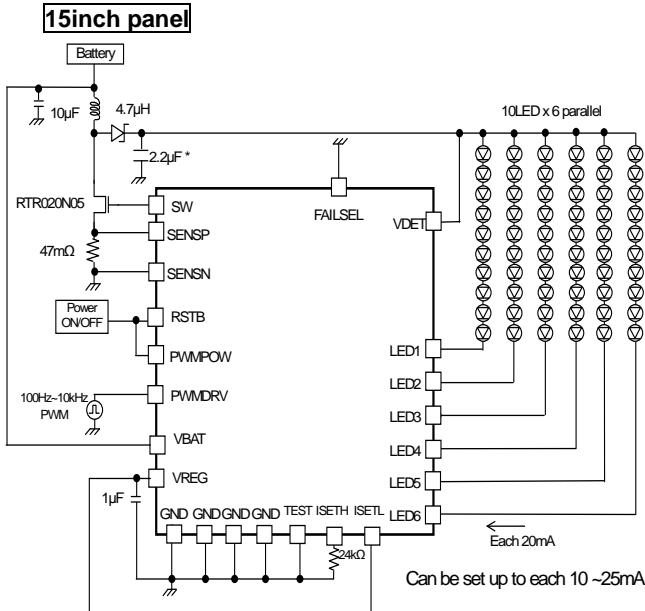 15inch panel
Battery
10µF
4.7µH
2.2µF *
10LED x 6 parallel
RTR020N05
47mΩ
FAILSEL
SW
SENSP
SENSN
VDET
Power
ON/OFF
RSTB
PWMPOW
100Hz~10kHz
PWM
PWMDRV
VBAT
VREG
1µF
LED1
LED2
LED3
LED4
LED5
LED6
GND GND GND GND TEST ISETH ISETL
24kΩ
Each 20mA
Can be set up to each 10 ~25mA